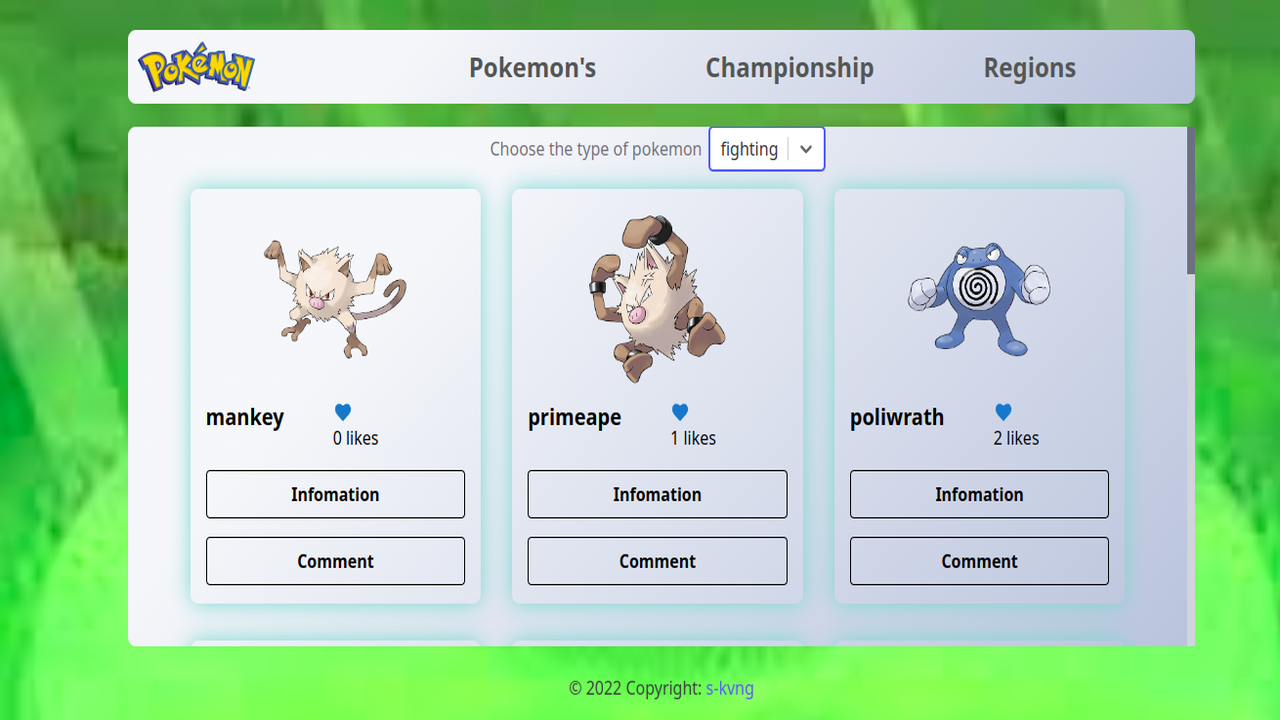 POKéMON
Pokemon's
Championship
Regions
Choose the type of pokemon
fighting
mankey
0 likes
Infomation
Comment
primeape
1 likes
Infomation
Comment
poliwrath
2 likes
Infomation
Comment
© 2022 Copyright: s-kvng